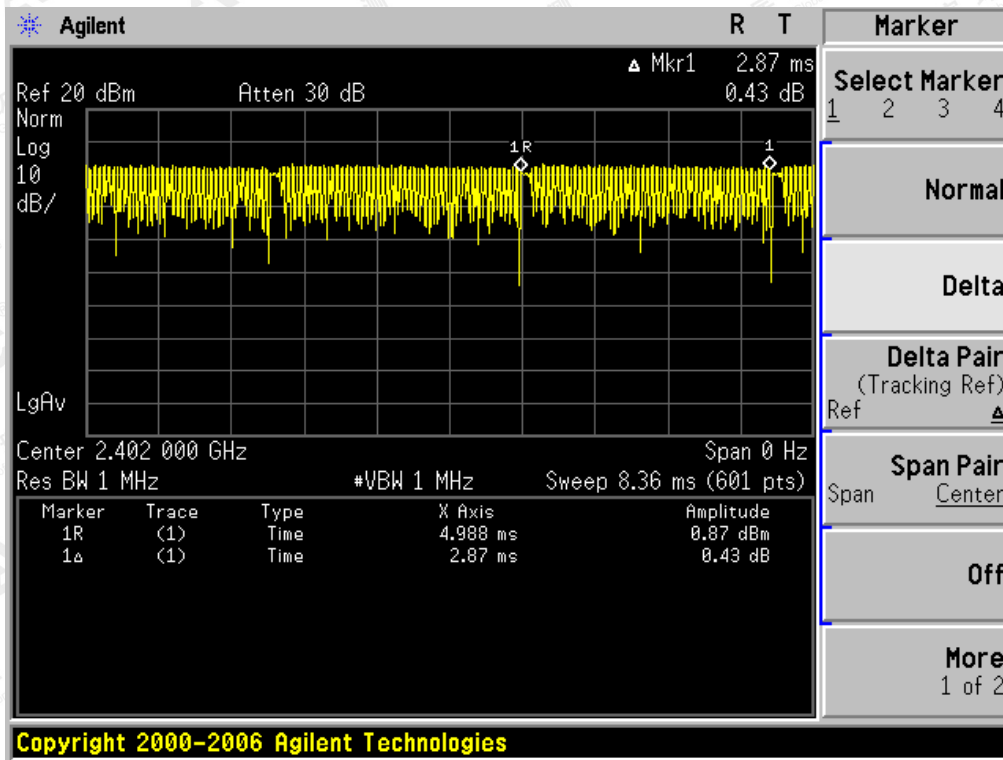 Agilent
R T
Marker
Δ Mkr1 2.87 ms
Ref 20 dBm Atten 30 dB 0.43 dB
Norm
Log
10
dB/
1R
1
LgAv
Center 2.402 000 GHz Span 0 Hz
Res BW 1 MHz #VBW 1 MHz Sweep 8.36 ms (601 pts)
Marker Trace Type X Axis Amplitude
1R (1) Time 4.988 ms 0.87 dBm
1Δ (1) Time 2.87 ms 0.43 dB
Select Marker
1 2 3 4
Normal
Delta
Delta Pair
(Tracking Ref)
Ref Δ
Span Pair
Span Center
Off
More
1 of 2
Copyright 2000-2006 Agilent Technologies